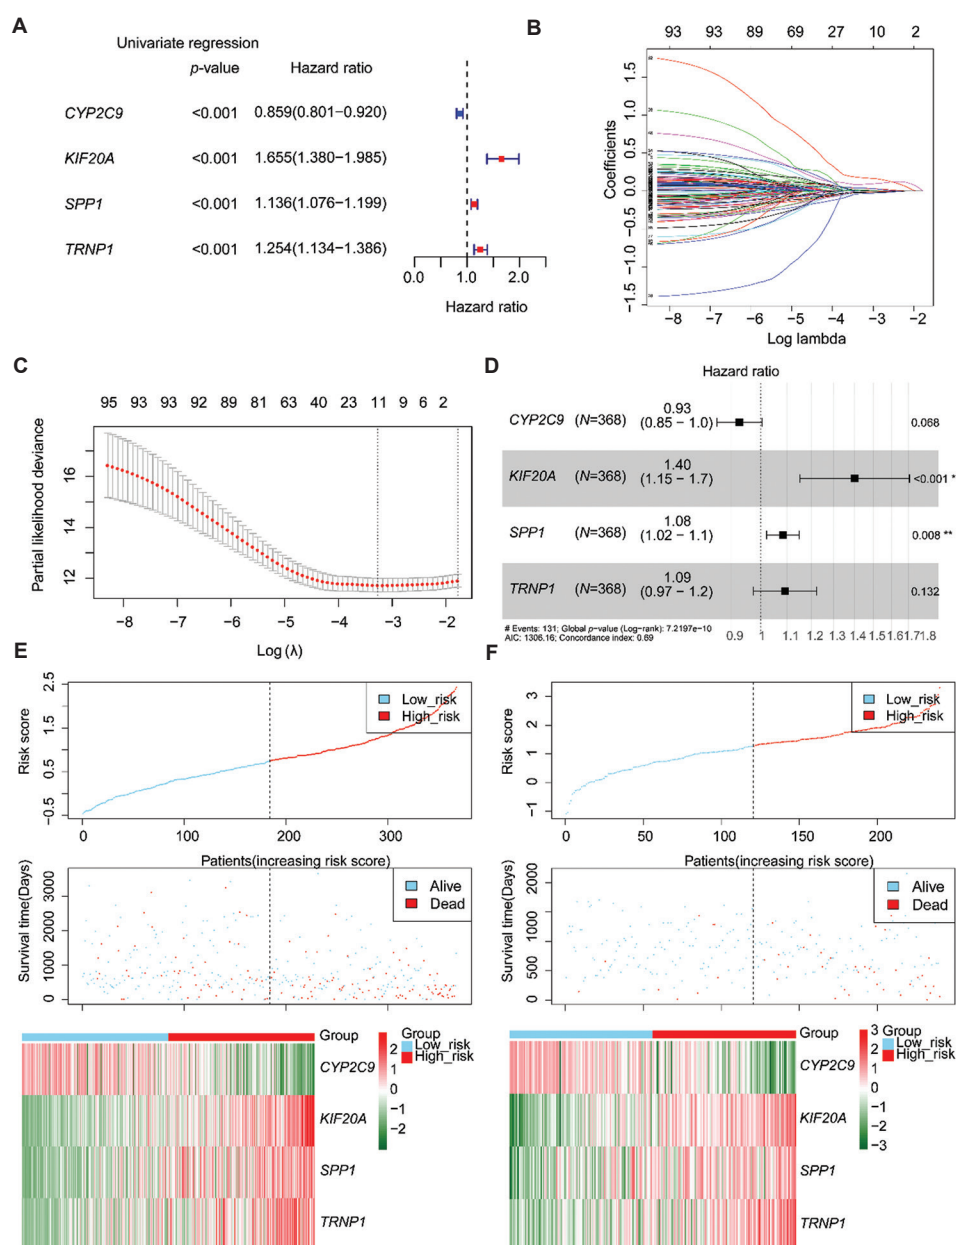 A
Univariate regression
p-value Hazard ratio
CYP2C9 <0.001 0.859(0.801−0.920)
KIF20A <0.001 1.655(1.380−1.985)
SPP1 <0.001 1.136(1.076−1.199)
TRNP1 <0.001 1.254(1.134−1.386)
0.0 1.0 2.0
Hazard ratio
B
93 93 89 69 27 10 2
Coefficients
1.5
1.0
0.5
0.0
−0.5
−1.0
−1.5
−8 −7 −6 −5 −4 −3 −2
Log lambda
C
95 93 93 92 89 81 63 40 23 11 9 6 2
Partial likelihood deviance
16
14
12
−8 −7 −6 −5 −4 −3 −2
Log (λ)
D
Hazard ratio
CYP2C9 (N=368) 0.93 (0.85 − 1.0) 0.068
KIF20A (N=368) 1.40 (1.15 − 1.7) <0.001 *
SPP1 (N=368) 1.08 (1.02 − 1.1) 0.008 **
TRNP1 (N=368) 1.09 (0.97 − 1.2) 0.132
# Events: 131; Global p-value (Log-rank): 7.2197e-10
AIC: 1306.16; Concordance index: 0.69
0.9 1 1.1 1.2 1.3 1.4 1.5 1.6 1.7 1.8
E
Risk score
2.5
1.5
0.5
−0.5
Low_risk
High_risk
0 100 200 300
Patients(increasing risk score)
Survival time(Days)
3000
2000
1000
0
Alive
Dead
0 100 200 300
Group
CYP2C9
KIF20A
SPP1
TRNP1
2
1
0
−1
−2
Group
Low_risk
High_risk
F
Risk score
3
2
1
0
−1
Low_risk
High_risk
0 50 100 150 200
Patients(increasing risk score)
Survival time(Days)
2000
1500
1000
500
0
Alive
Dead
0 50 100 150 200
Group
CYP2C9
KIF20A
SPP1
TRNP1
3
2
1
0
−1
−2
−3
Group
Low_risk
High_risk